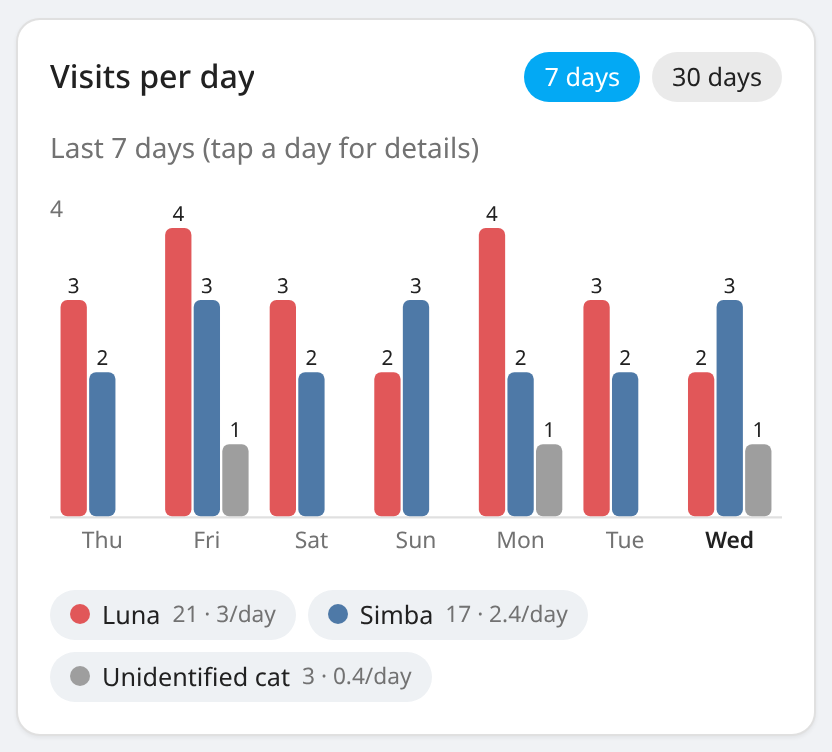 Visits per day
7 days
30 days
Last 7 days (tap a day for details)
4
3 2
4 3 1
3 2
2 3
4 2 1
3 2
2 3 1
Thu Fri Sat Sun Mon Tue Wed
Luna 21 · 3/day
Simba 17 · 2.4/day
Unidentified cat 3 · 0.4/day